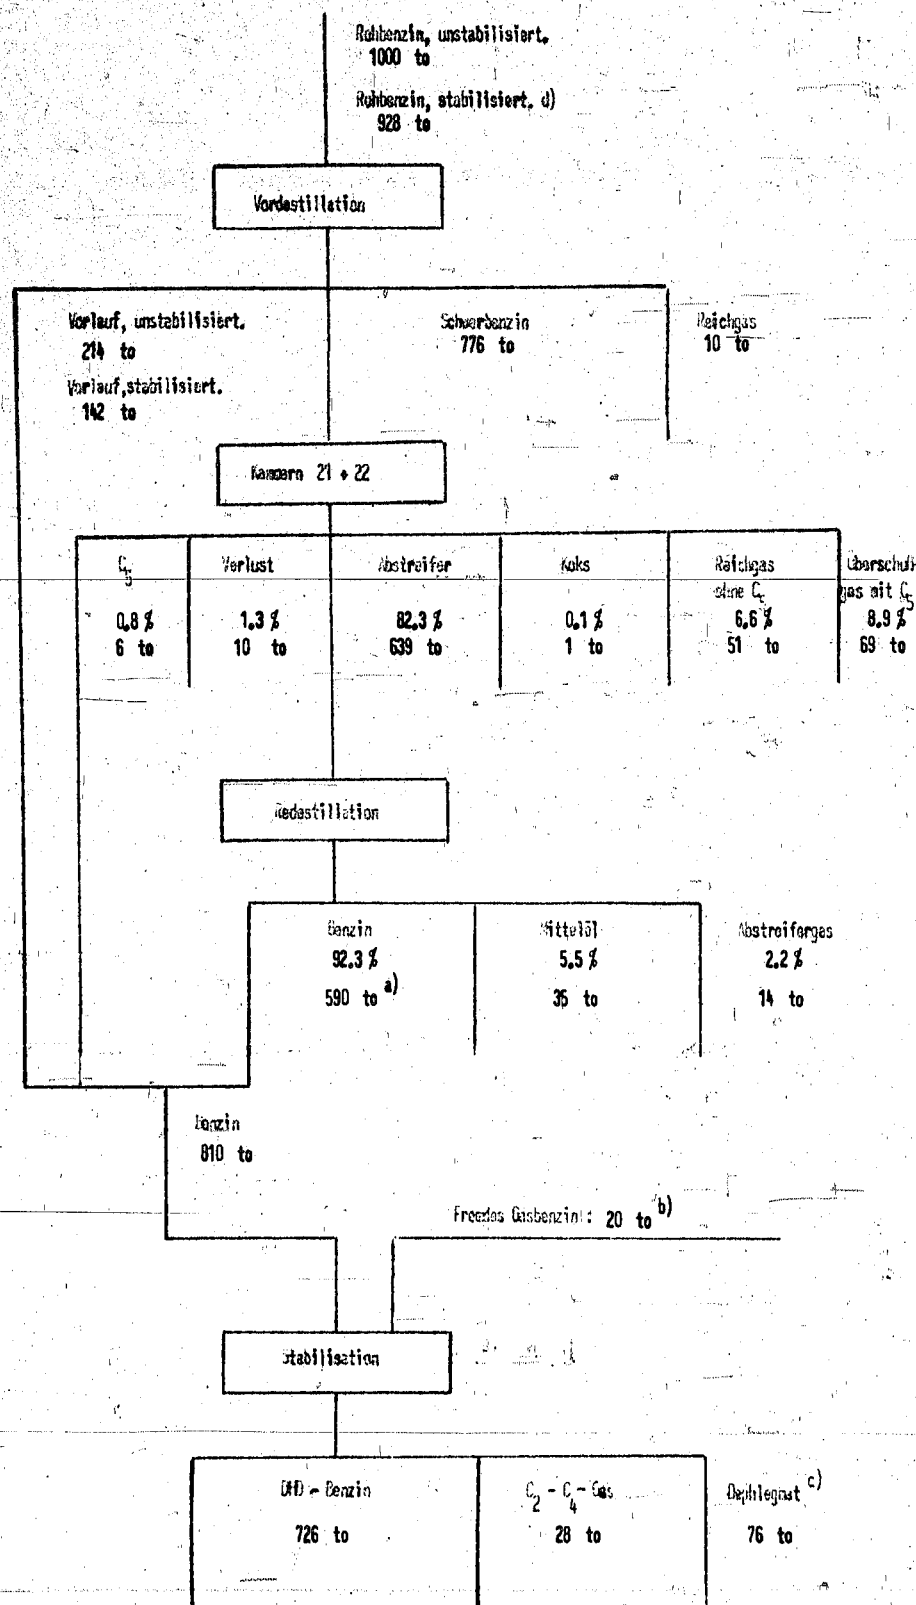 Rohbenzin, unstabilisiert.
1000 to
Rohbenzin, stabilisiert. d)
928 to
Vordestillation
Vorlauf, unstabilisiert.
214 to
Vorlauf, stabilisiert.
142 to
Schwerbenzin
776 to
Reichgas
10 to
Kammern 21 + 22
C5
0.8 %
6 to
Verlust
1.3 %
10 to
Abstreifer
82.3 %
639 to
Koks
0.1 %
1 to
Reichgas
ohne C5
6.6 %
51 to
Überschuß-
gas mit C5
8.9 %
69 to
Redestillation
Benzin
92.3 %
590 to a)
Mittelöl
5.5 %
35 to
Abstreifergas
2.2 %
14 to
Benzin
810 to
Fremdes Gasbenzin: 20 to b)
Stabilisation
DHD - Benzin
726 to
C2 - C4 - Gas
28 to
Dephlegmat c)
76 to